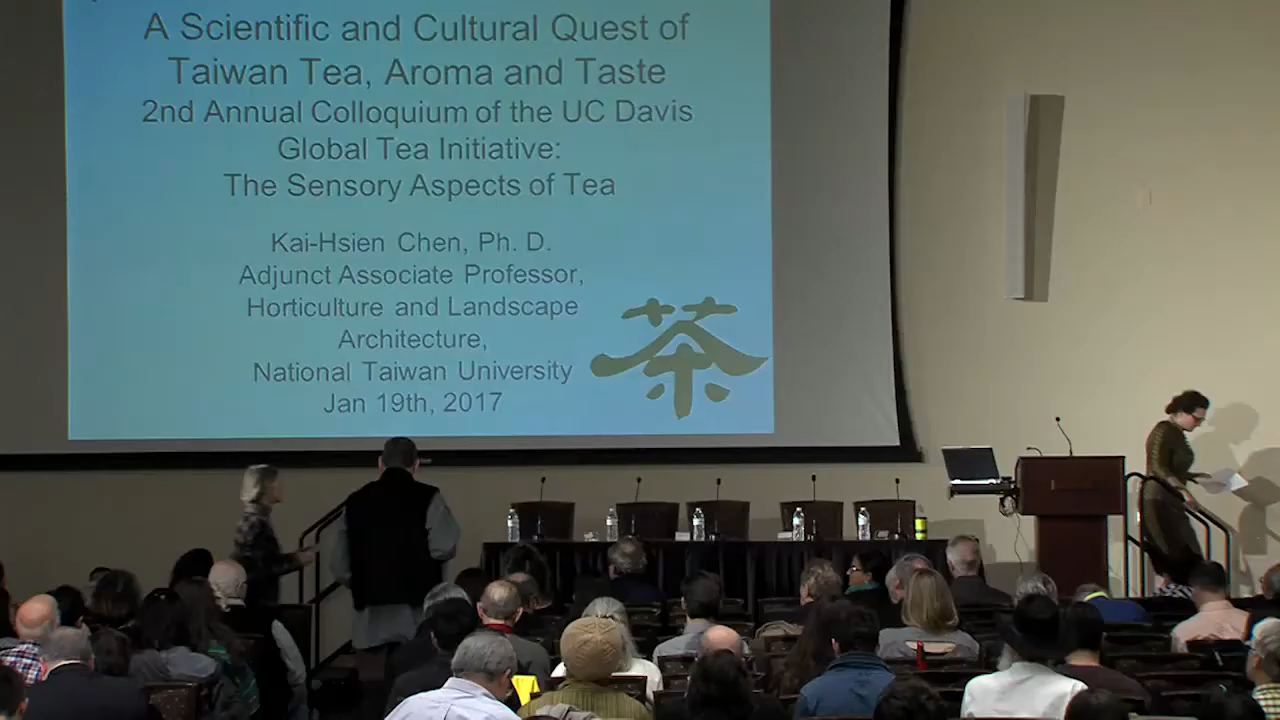 A Scientific and Cultural Quest of
Taiwan Tea, Aroma and Taste
2nd Annual Colloquium of the UC Davis
Global Tea Initiative:
The Sensory Aspects of Tea
Kai-Hsien Chen, Ph. D.
Adjunct Associate Professor,
Horticulture and Landscape
Architecture,
National Taiwan University
Jan 19th, 2017
茶